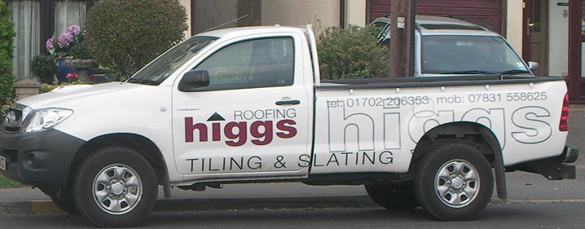 ROOFING
higgs
TILING & SLATING
tel: 01702 206353 mob: 07831 558625
higgs